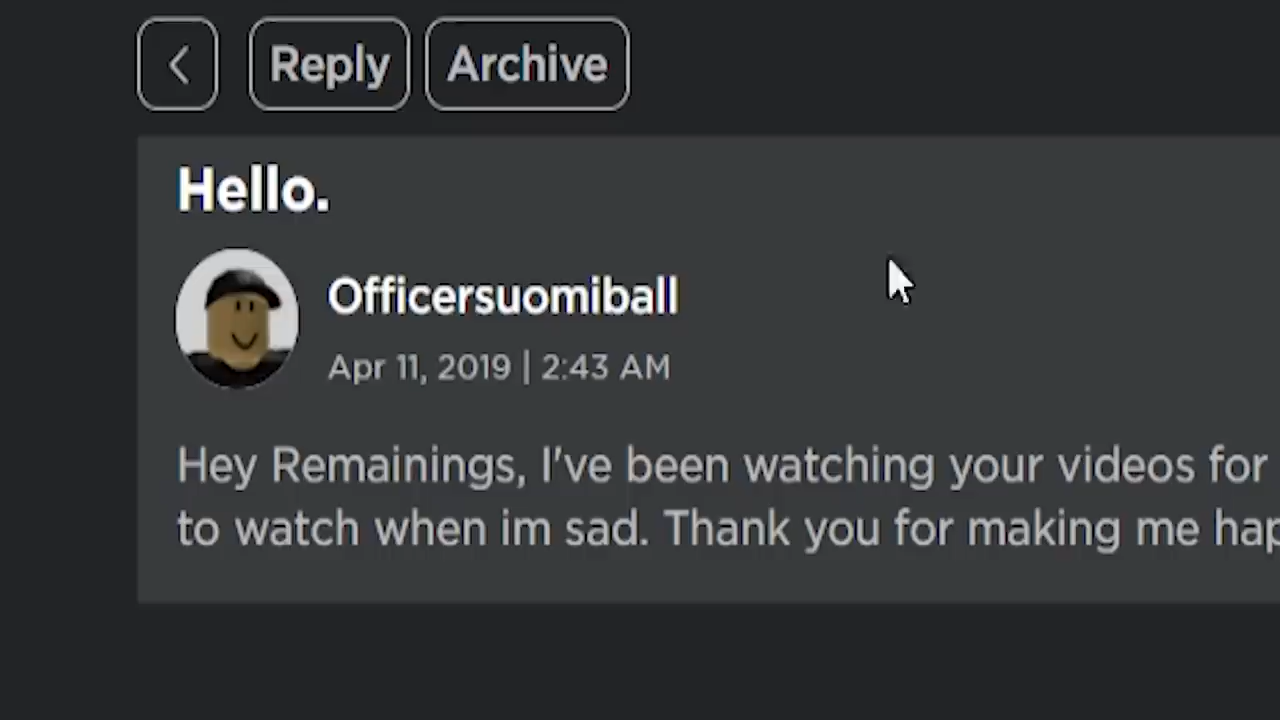 Reply Archive
Hello.
Officersuomiball
Apr 11, 2019 | 2:43 AM
Hey Remainings, I've been watching your videos for
to watch when im sad. Thank you for making me hap